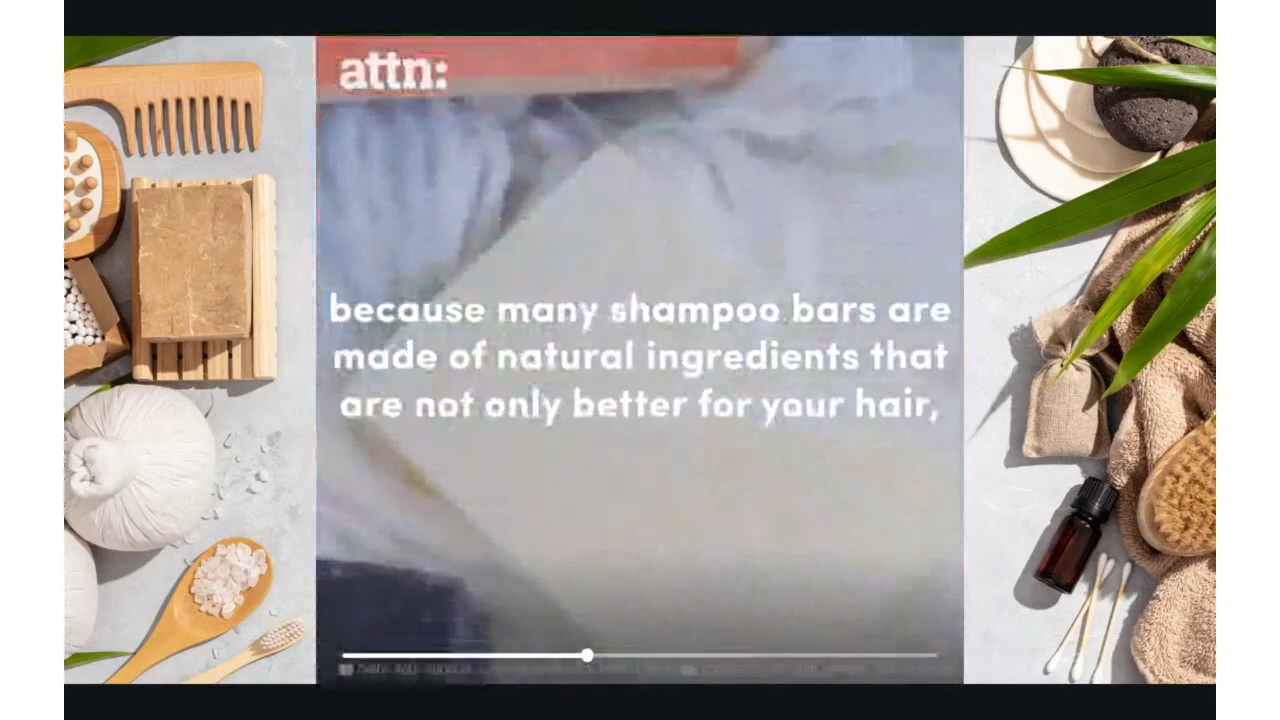 attn:
because many shampoo bars are
made of natural ingredients that
are not only better for your hair,